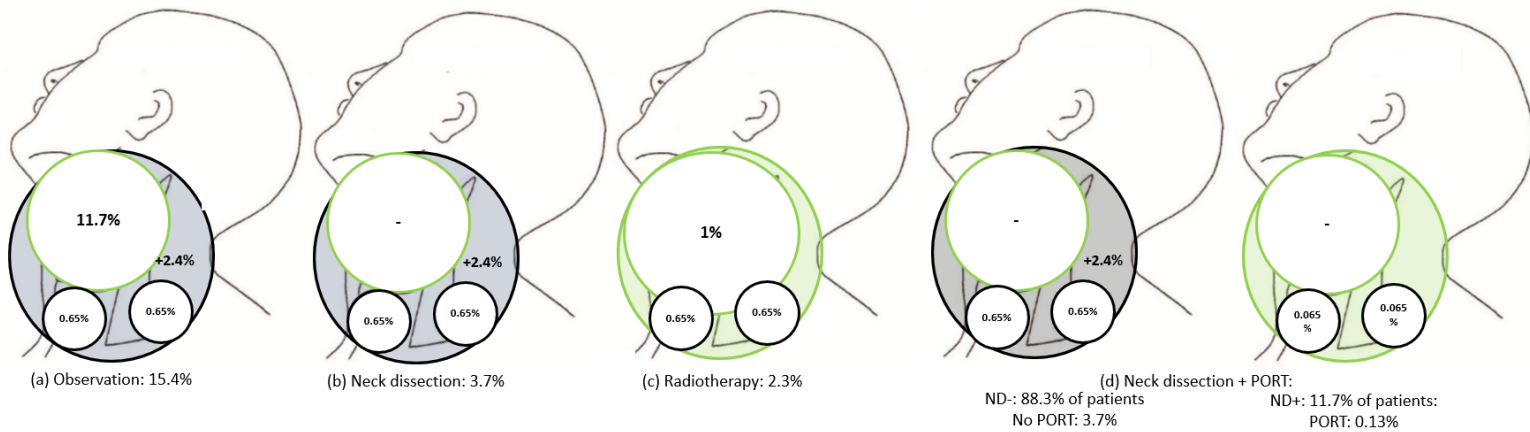 11.7%
+2.4%
0.65%
0.65%
(a) Observation: 15.4%
-
+2.4%
0.65%
0.65%
(b) Neck dissection: 3.7%
1%
0.65%
0.65%
(c) Radiotherapy: 2.3%
-
+2.4%
0.65%
0.65%
-
0.065
%
0.065
%
(d) Neck dissection + PORT:
ND-: 88.3% of patients
No PORT: 3.7%
ND+: 11.7% of patients:
PORT: 0.13%